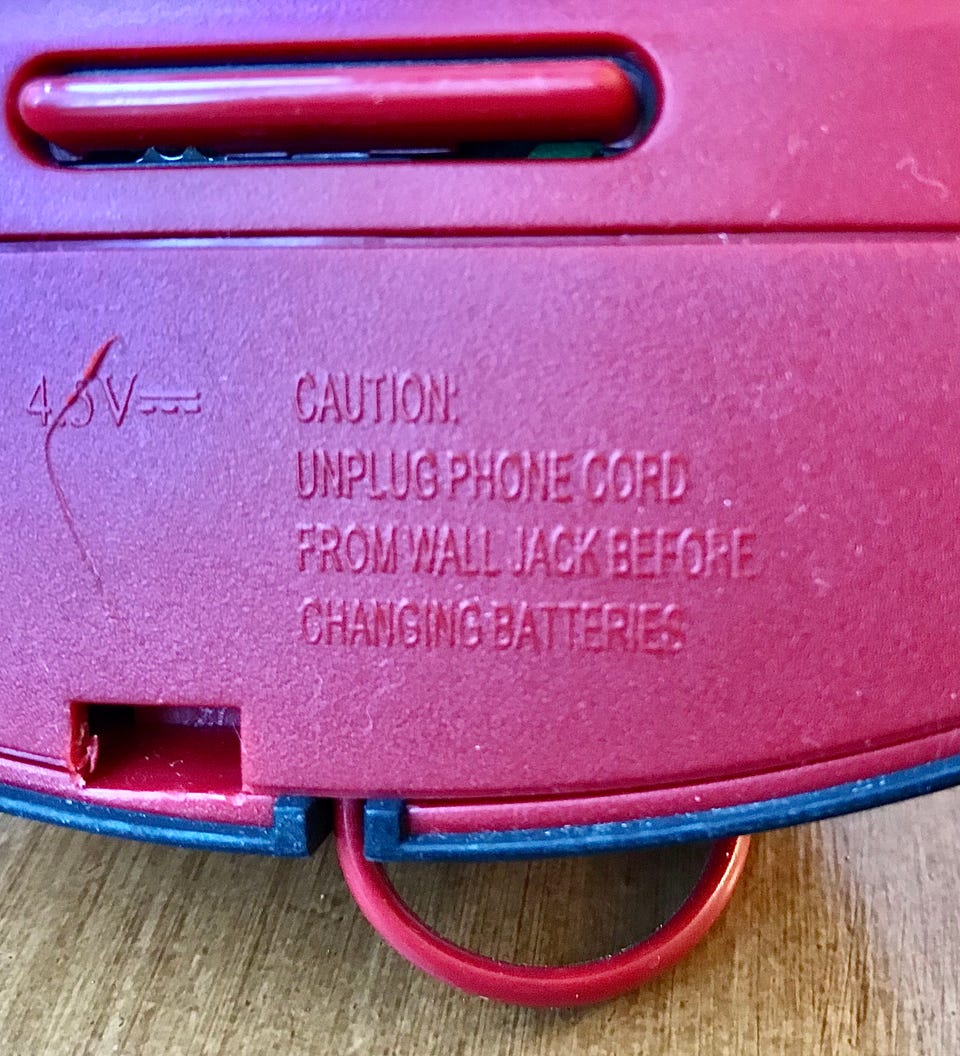 4.5V⎓
CAUTION:
UNPLUG PHONE CORD
FROM WALL JACK BEFORE
CHANGING BATTERIES